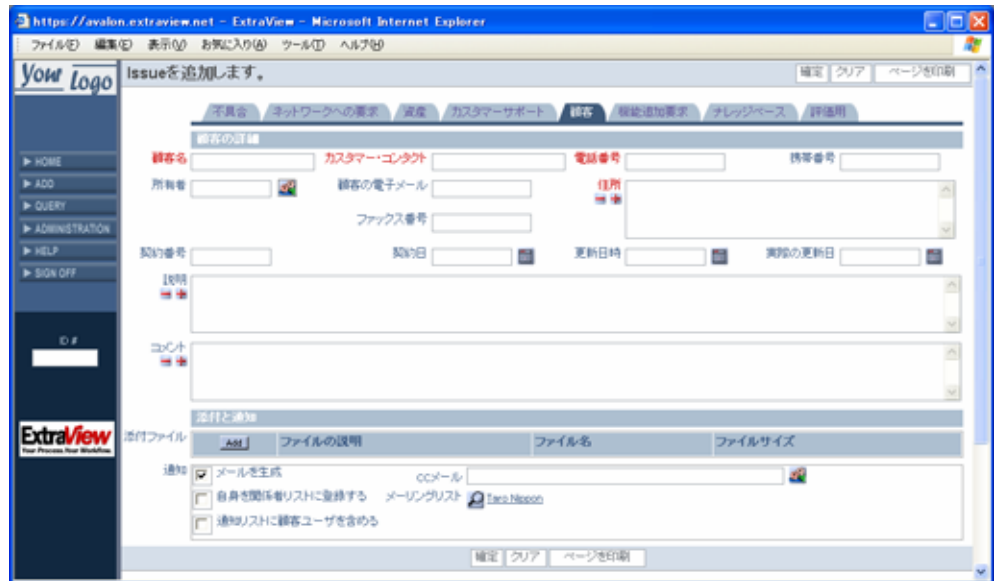 https://avalon.extraview.net - ExtraView - Microsoft Internet Explorer
ファイル(F) 編集(E) 表示(V) お気に入り(A) ツール(T) ヘルプ(H)
Your Logo
Issueを追加します。 確定 クリア ページを印刷
不具合 ネットワークへの要求 資産 カスタマーサポート 顧客 機能追加要求 ナレッジベース 評価用
顧客の詳細
HOME
ADD
QUERY
ADMINISTRATION
HELP
SIGN OFF
ID #
ExtraView
Your Process. Your Workflow.
顧客名 カスタマー・コンタクト 電話番号 携帯番号
所有者 顧客の電子メール 住所
ファックス番号
契約番号 契約日 更新日時 実際の更新日
説明
コメント
添付と通知
添付ファイル Add ファイルの説明 ファイル名 ファイルサイズ
通知 メールを生成 CCメール
自身を関係者リストに登録する メーリングリスト Taro Nippon
通知リストに顧客ユーザを含める
確定 クリア ページを印刷